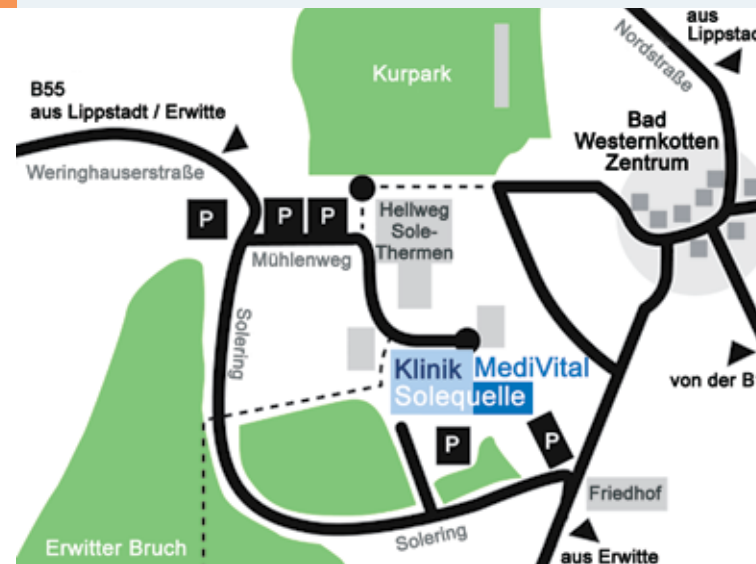 aus
Lippstad
Nordstraße
Kurpark
B55
aus Lippstadt / Erwitte
Bad
Westernkotten
Zentrum
Weringhauserstraße
P
P
P
Hellweg
Sole-
Thermen
Mühlenweg
Solering
Klinik MediVital
Solequelle
von der B
P
P
Friedhof
Solering
Erwitter Bruch
aus Erwitte